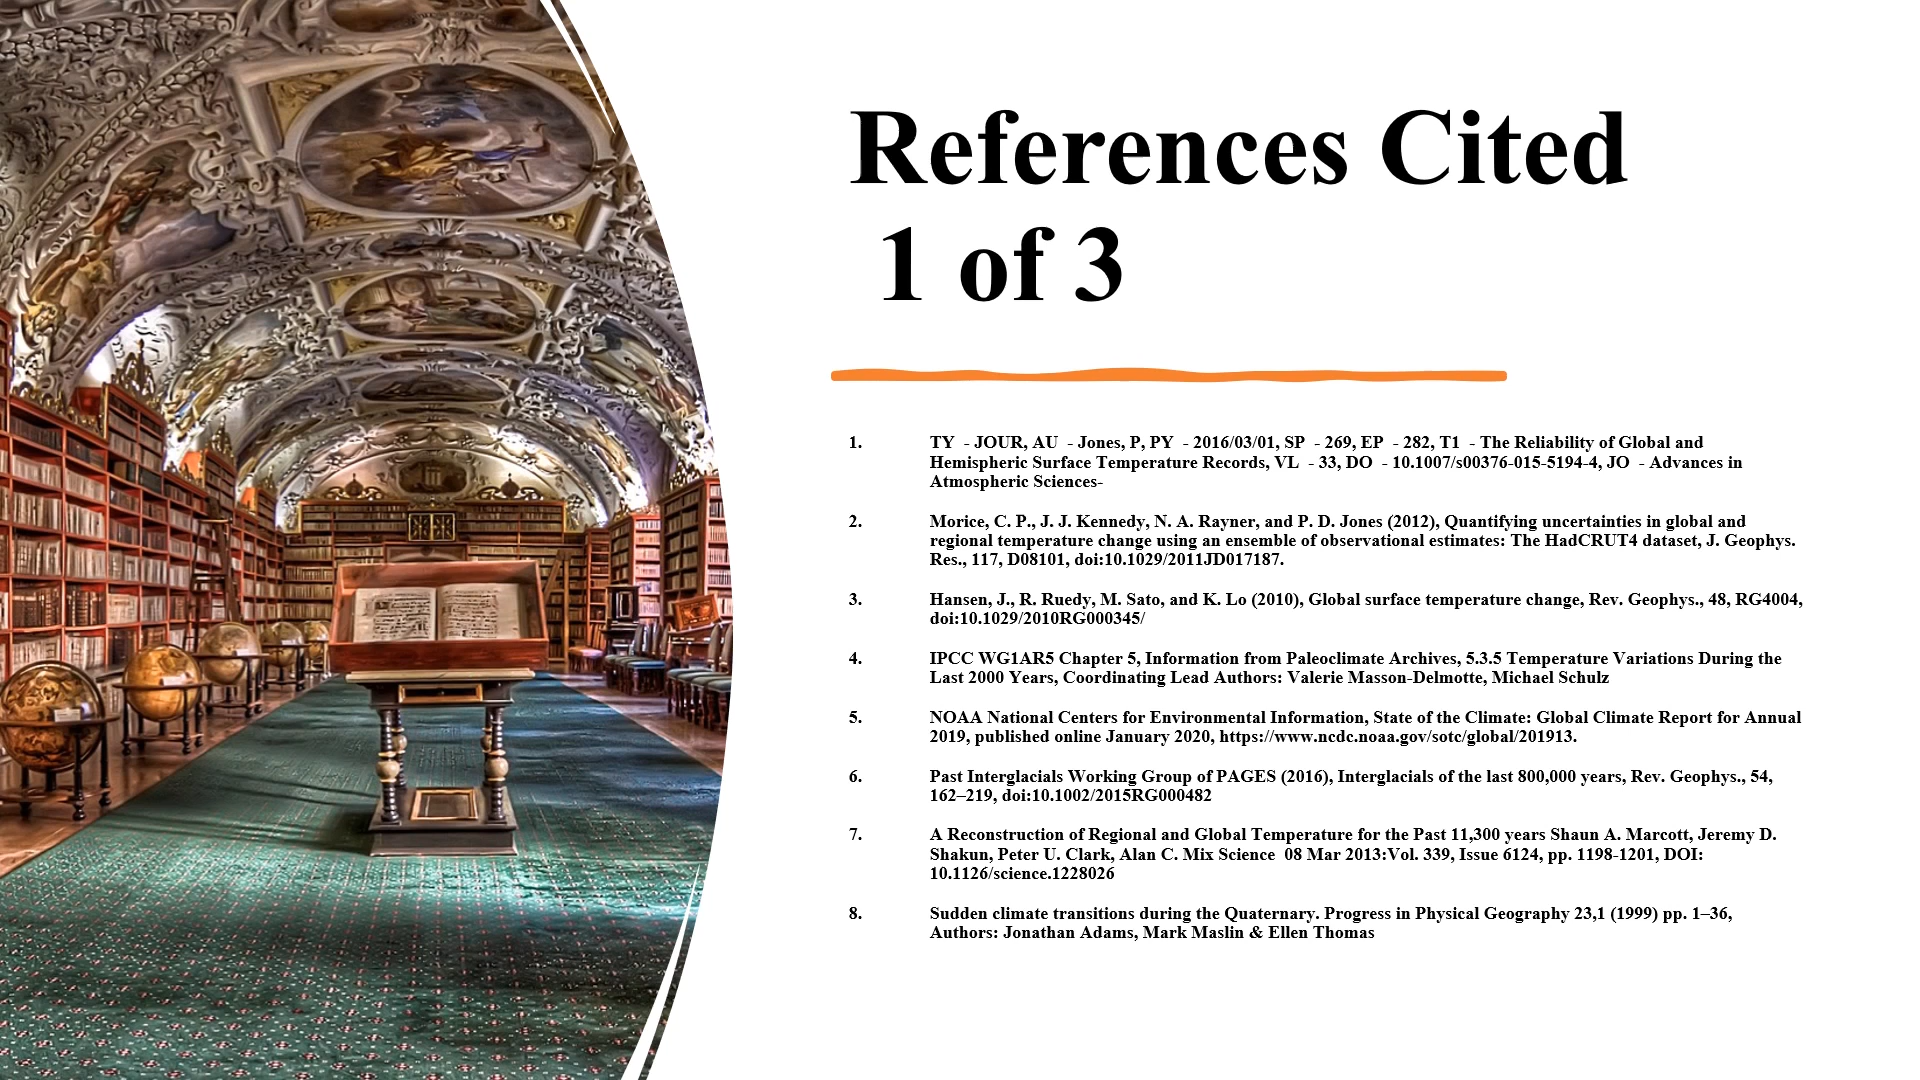 References Cited
1 of 3
1. TY  - JOUR, AU  - Jones, P, PY  - 2016/03/01, SP  - 269, EP  - 282, T1  - The Reliability of Global and
Hemispheric Surface Temperature Records, VL  - 33, DO  - 10.1007/s00376-015-5194-4, JO  - Advances in
Atmospheric Sciences-
2. Morice, C. P., J. J. Kennedy, N. A. Rayner, and P. D. Jones (2012), Quantifying uncertainties in global and
regional temperature change using an ensemble of observational estimates: The HadCRUT4 dataset, J. Geophys.
Res., 117, D08101, doi:10.1029/2011JD017187.
3. Hansen, J., R. Ruedy, M. Sato, and K. Lo (2010), Global surface temperature change, Rev. Geophys., 48, RG4004,
doi:10.1029/2010RG000345/
4. IPCC WG1AR5 Chapter 5, Information from Paleoclimate Archives, 5.3.5 Temperature Variations During the
Last 2000 Years, Coordinating Lead Authors: Valerie Masson-Delmotte, Michael Schulz
5. NOAA National Centers for Environmental Information, State of the Climate: Global Climate Report for Annual
2019, published online January 2020, https://www.ncdc.noaa.gov/sotc/global/201913.
6. Past Interglacials Working Group of PAGES (2016), Interglacials of the last 800,000 years, Rev. Geophys., 54,
162–219, doi:10.1002/2015RG000482
7. A Reconstruction of Regional and Global Temperature for the Past 11,300 years Shaun A. Marcott, Jeremy D.
Shakun, Peter U. Clark, Alan C. Mix Science  08 Mar 2013:Vol. 339, Issue 6124, pp. 1198-1201, DOI:
10.1126/science.1228026
8. Sudden climate transitions during the Quaternary. Progress in Physical Geography 23,1 (1999) pp. 1–36,
Authors: Jonathan Adams, Mark Maslin & Ellen Thomas